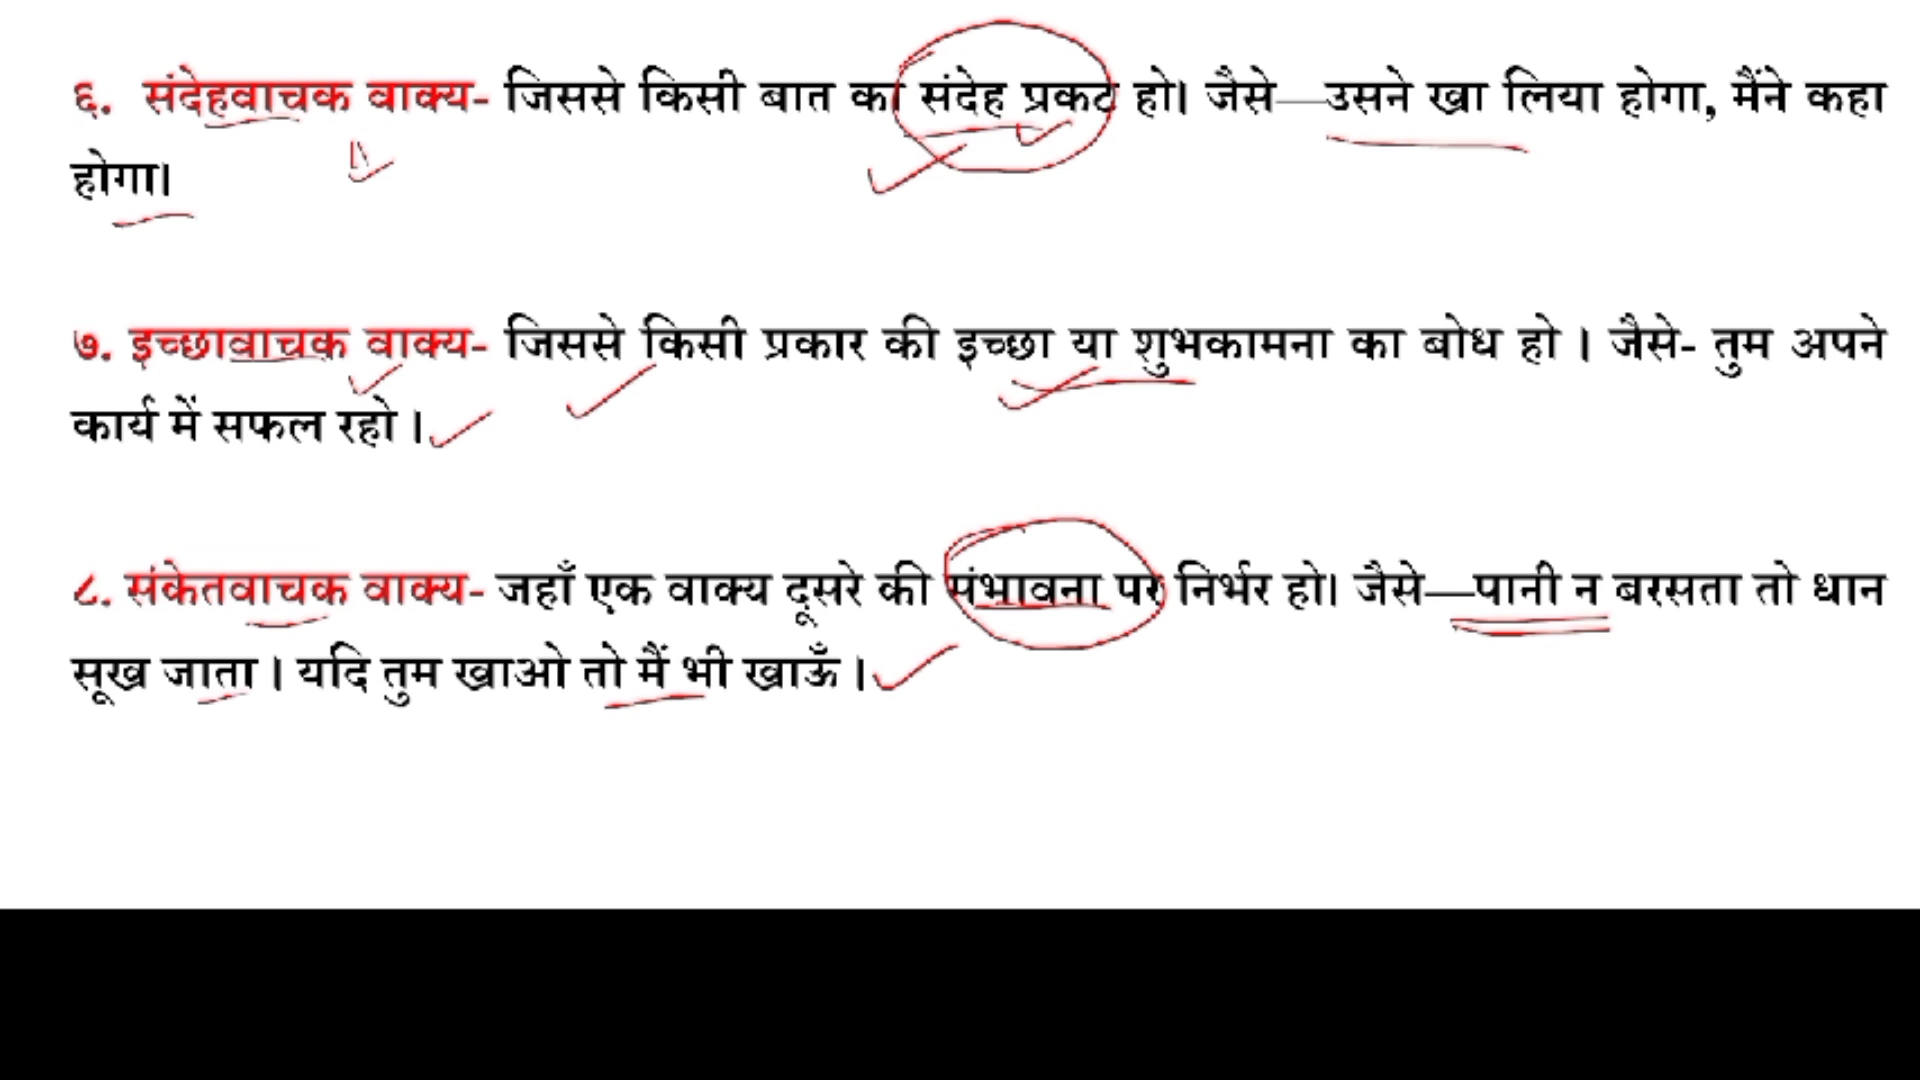 ६. संदेहवाचक वाक्य- जिससे किसी बात का संदेह प्रकट हो। जैसे—उसने खा लिया होगा, मैंने कहा
होगा।
७. इच्छावाचक वाक्य- जिससे किसी प्रकार की इच्छा या शुभकामना का बोध हो । जैसे- तुम अपने
कार्य में सफल रहो ।
८. संकेतवाचक वाक्य- जहाँ एक वाक्य दूसरे की संभावना पर निर्भर हो। जैसे—पानी न बरसता तो धान
सूख जाता । यदि तुम खाओ तो मैं भी खाऊँ ।